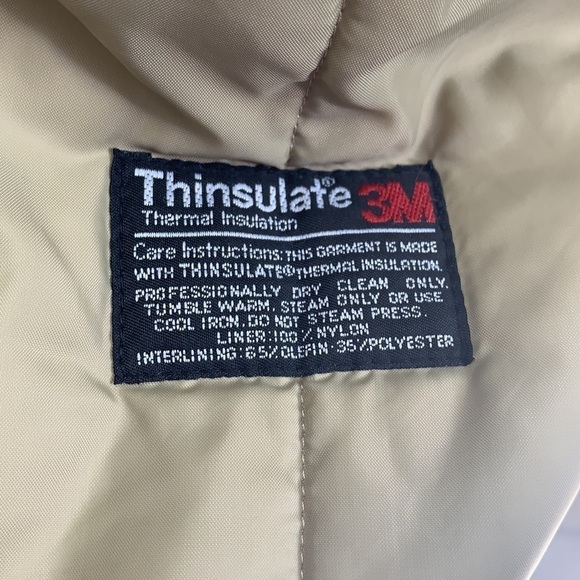 Thinsulate® 3M
Thermal Insulation
Care Instructions: THIS GARMENT IS MADE
WITH THINSULATE® THERMAL INSULATION.
PROFESSIONALLY DRY CLEAN ONLY.
TUMBLE WARM. STEAM ONLY OR USE
COOL IRON. DO NOT STEAM PRESS.
LINER: 100% NYLON
INTERLINING: 65% OLEFIN - 35% POLYESTER